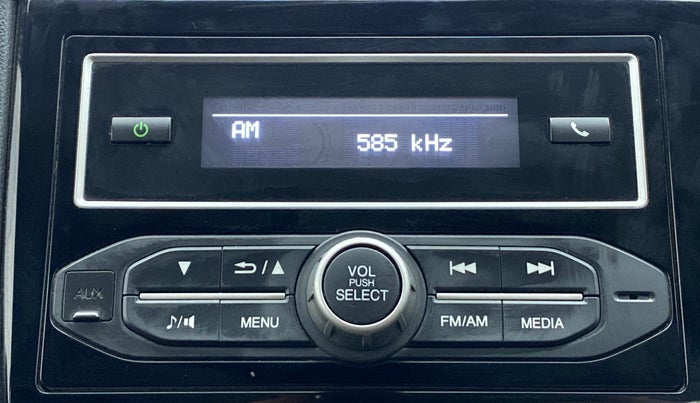 AM
585 kHz
VOL
PUSH
SELECT
AUX
MENU
FM/AM
MEDIA